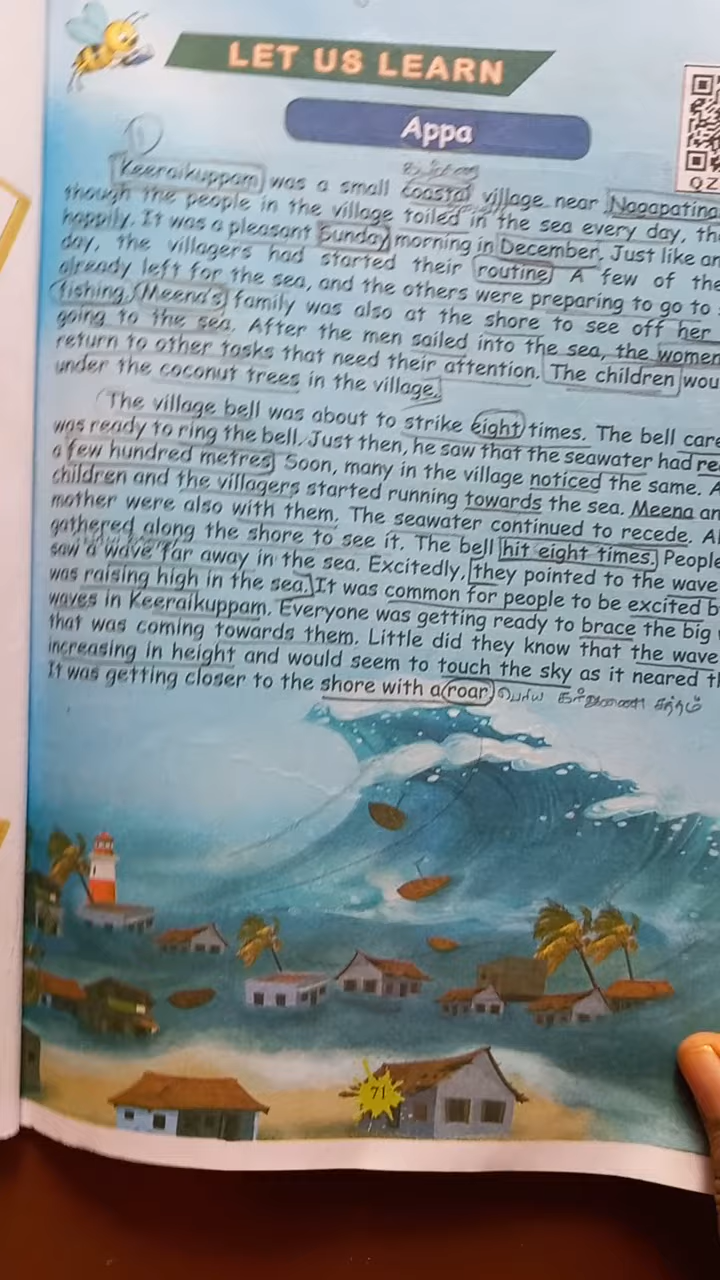 LET US LEARN
Appa
1
QZ
Keeraikuppam was a small coastal village near Nagapatina
though the people in the village toiled in the sea every day, the
happily. It was a pleasant Sunday morning in December. Just like an
day, the villagers had started their routine. A few of the
already left for the sea, and the others were preparing to go to
fishing. Meena's family was also at the shore to see off her
going to the sea. After the men sailed into the sea, the women
return to other tasks that need their attention. The children wou
under the coconut trees in the village.
The village bell was about to strike eight times. The bell care
was ready to ring the bell. Just then, he saw that the seawater had re
a few hundred metres. Soon, many in the village noticed the same. A
children and the villagers started running towards the sea. Meena an
mother were also with them. The seawater continued to recede. Al
gathered along the shore to see it. The bell hit eight times. People
saw a wave far away in the sea. Excitedly, they pointed to the wave
was raising high in the sea. It was common for people to be excited b
waves in Keeraikuppam. Everyone was getting ready to brace the big
that was coming towards them. Little did they know that the wave
increasing in height and would seem to touch the sky as it neared t
It was getting closer to the shore with a roar பெரிய சத்தம்
71